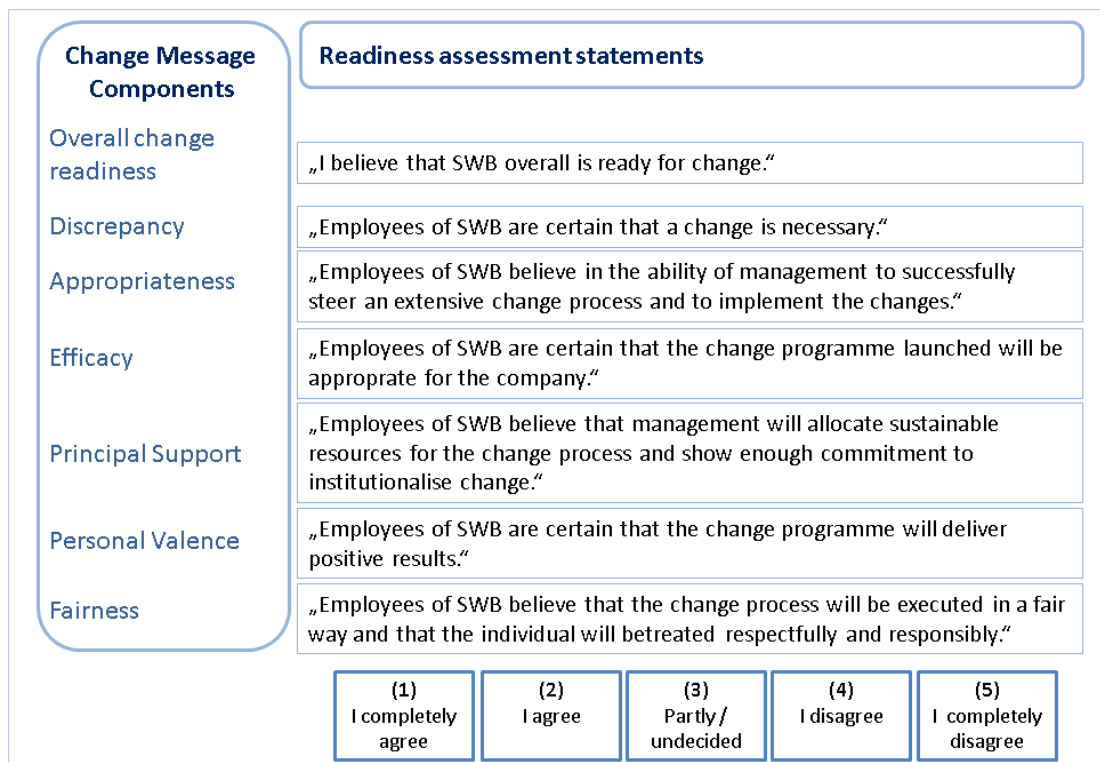 Change Message
Components
Readiness assessment statements
Overall change
readiness
„I believe that SWB overall is ready for change.“
Discrepancy
„Employees of SWB are certain that a change is necessary.“
Appropriateness
„Employees of SWB believe in the ability of management to successfully
steer an extensive change process and to implement the changes.“
Efficacy
„Employees of SWB are certain that the change programme launched will be
approprate for the company.“
Principal Support
„Employees of SWB believe that management will allocate sustainable
resources for the change process and show enough commitment to
institutionalise change.“
Personal Valence
„Employees of SWB are certain that the change programme will deliver
positive results.“
Fairness
„Employees of SWB believe that the change process will be executed in a fair
way and that the individual will betreated respectfully and responsibly.“
(1)
I completely
agree
(2)
I agree
(3)
Partly /
undecided
(4)
I disagree
(5)
I completely
disagree